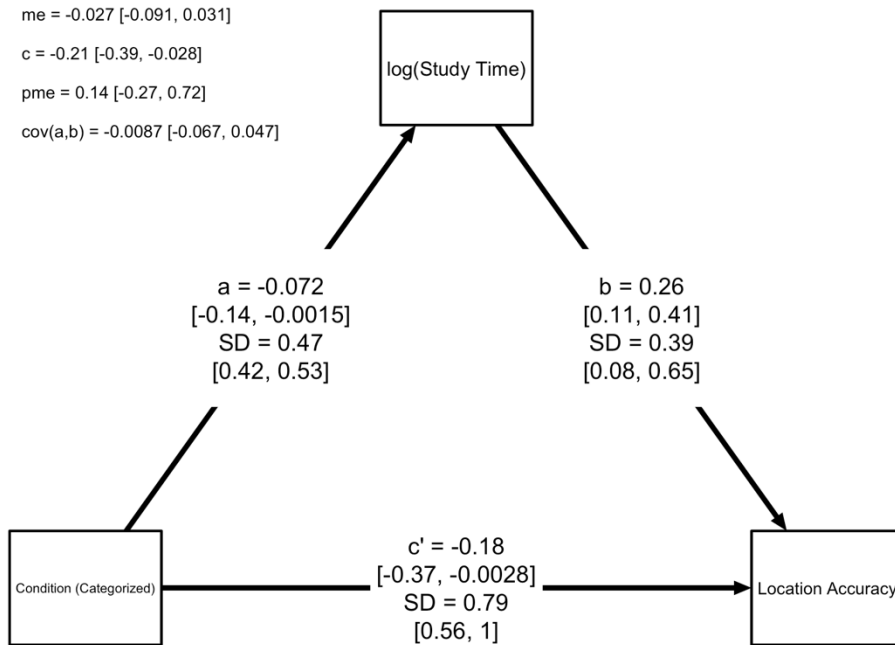 me = -0.027 [-0.091, 0.031]
c = -0.21 [-0.39, -0.028]
pme = 0.14 [-0.27, 0.72]
cov(a,b) = -0.0087 [-0.067, 0.047]
log(Study Time)
a = -0.072
[-0.14, -0.0015]
SD = 0.47
[0.42, 0.53]
b = 0.26
[0.11, 0.41]
SD = 0.39
[0.08, 0.65]
Condition (Categorized)
c' = -0.18
[-0.37, -0.0028]
SD = 0.79
[0.56, 1]
Location Accuracy